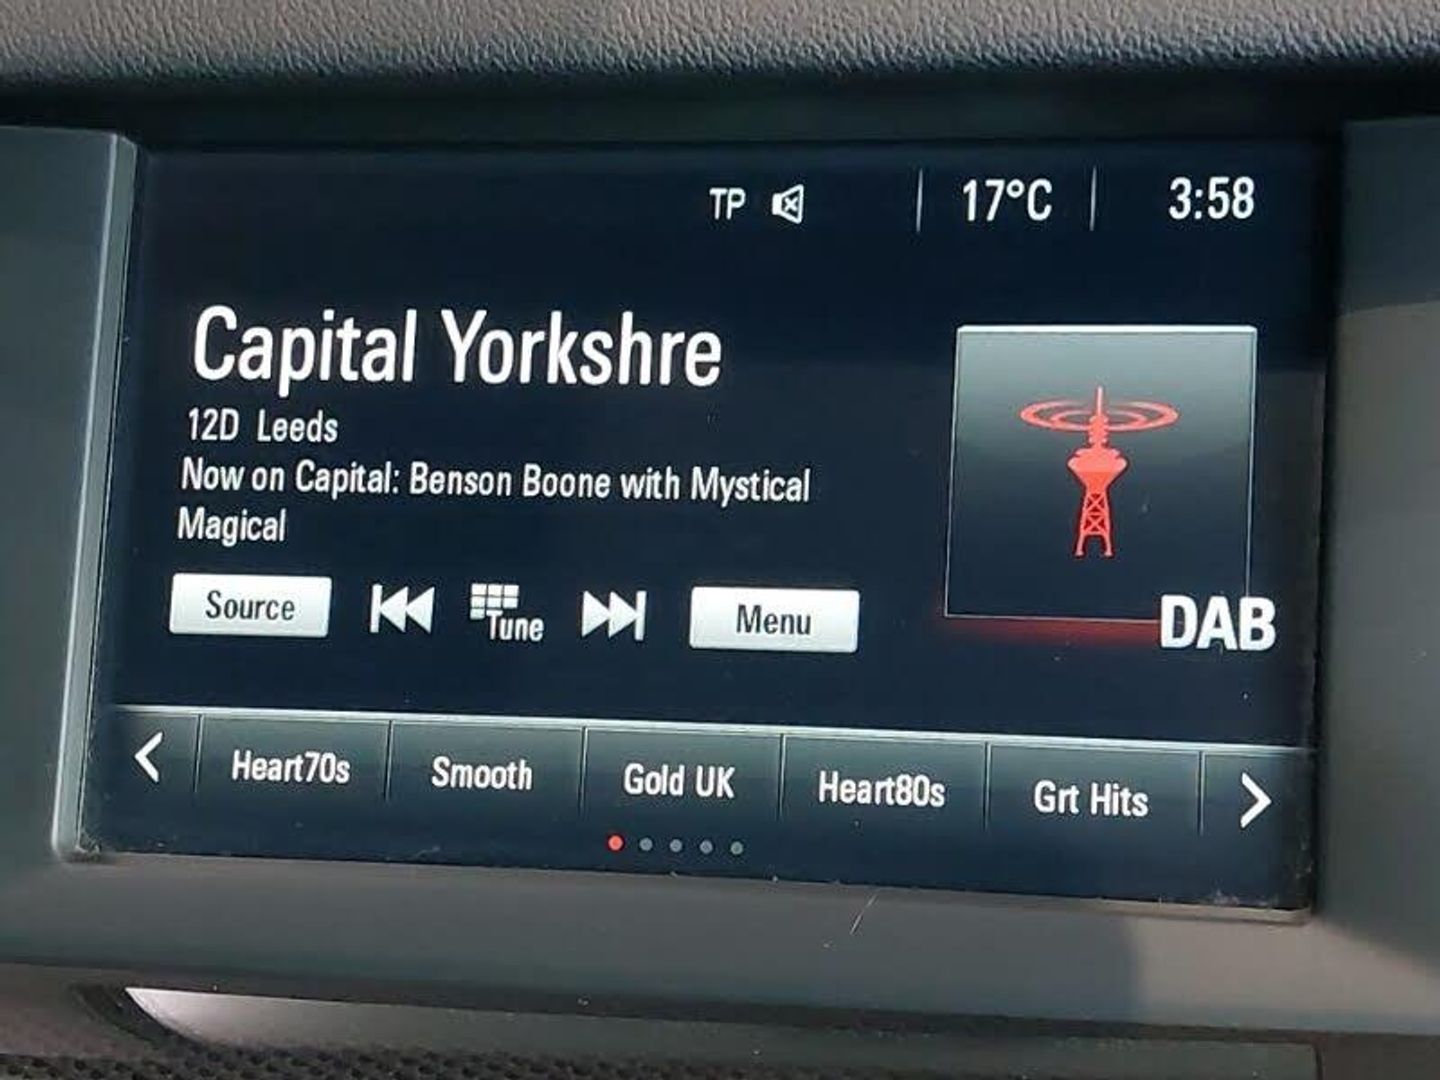 TP 17°C 3:58
Capital Yorkshre
12D Leeds
Now on Capital: Benson Boone with Mystical
Magical
Source Tune Menu
DAB
Heart70s Smooth Gold UK Heart80s Grt Hits